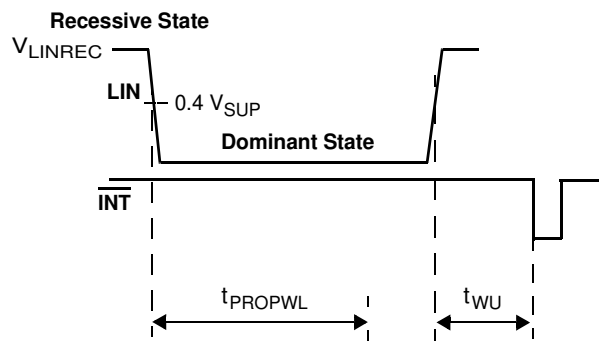 Recessive State
VLINREC
LIN
0.4 VSUP
Dominant State
INT
tPROPWL
tWU